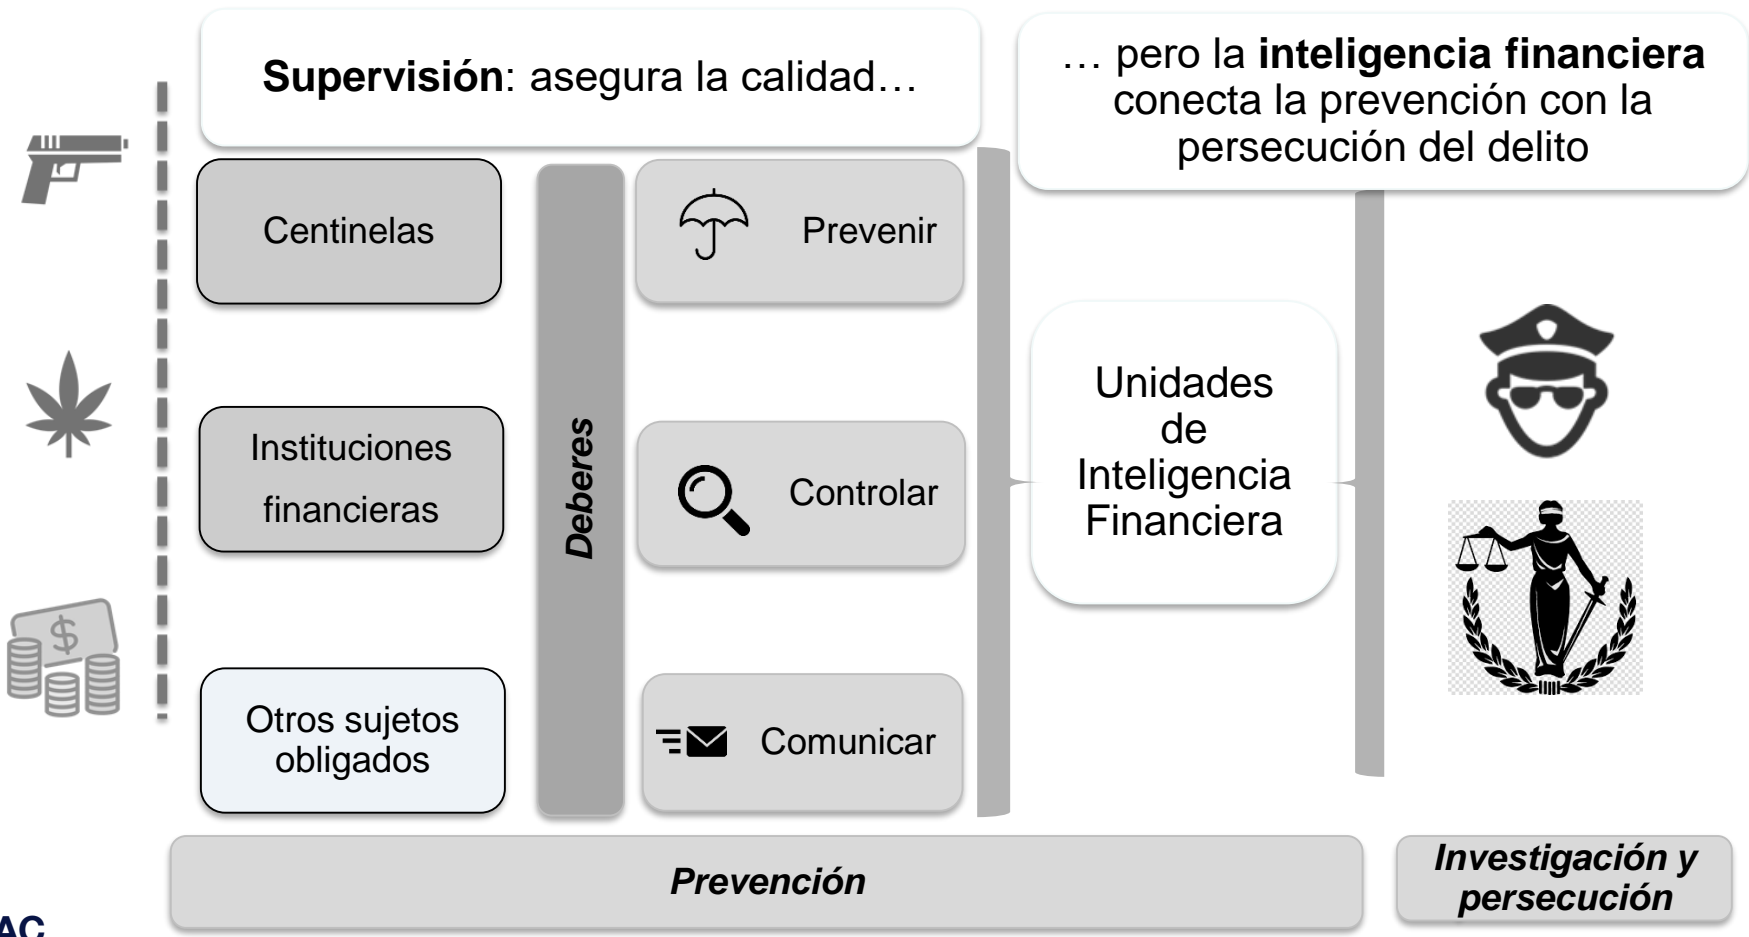 Supervisión: asegura la calidad…
… pero la inteligencia financiera
conecta la prevención con la
persecución del delito
Centinelas
Instituciones
financieras
Otros sujetos
obligados
Deberes
Prevenir
Controlar
Comunicar
Unidades
de
Inteligencia
Financiera
$
Prevención
Investigación y
persecución
AC